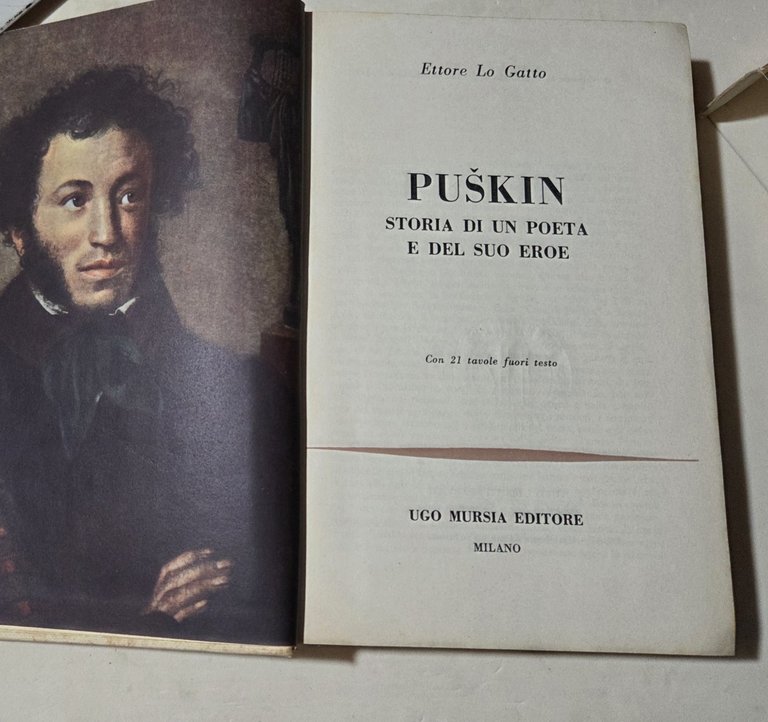 Ettore Lo Gatto
PUŠKIN
STORIA DI UN POETA
E DEL SUO EROE
Con 21 tavole fuori testo
UGO MURSIA EDITORE
MILANO